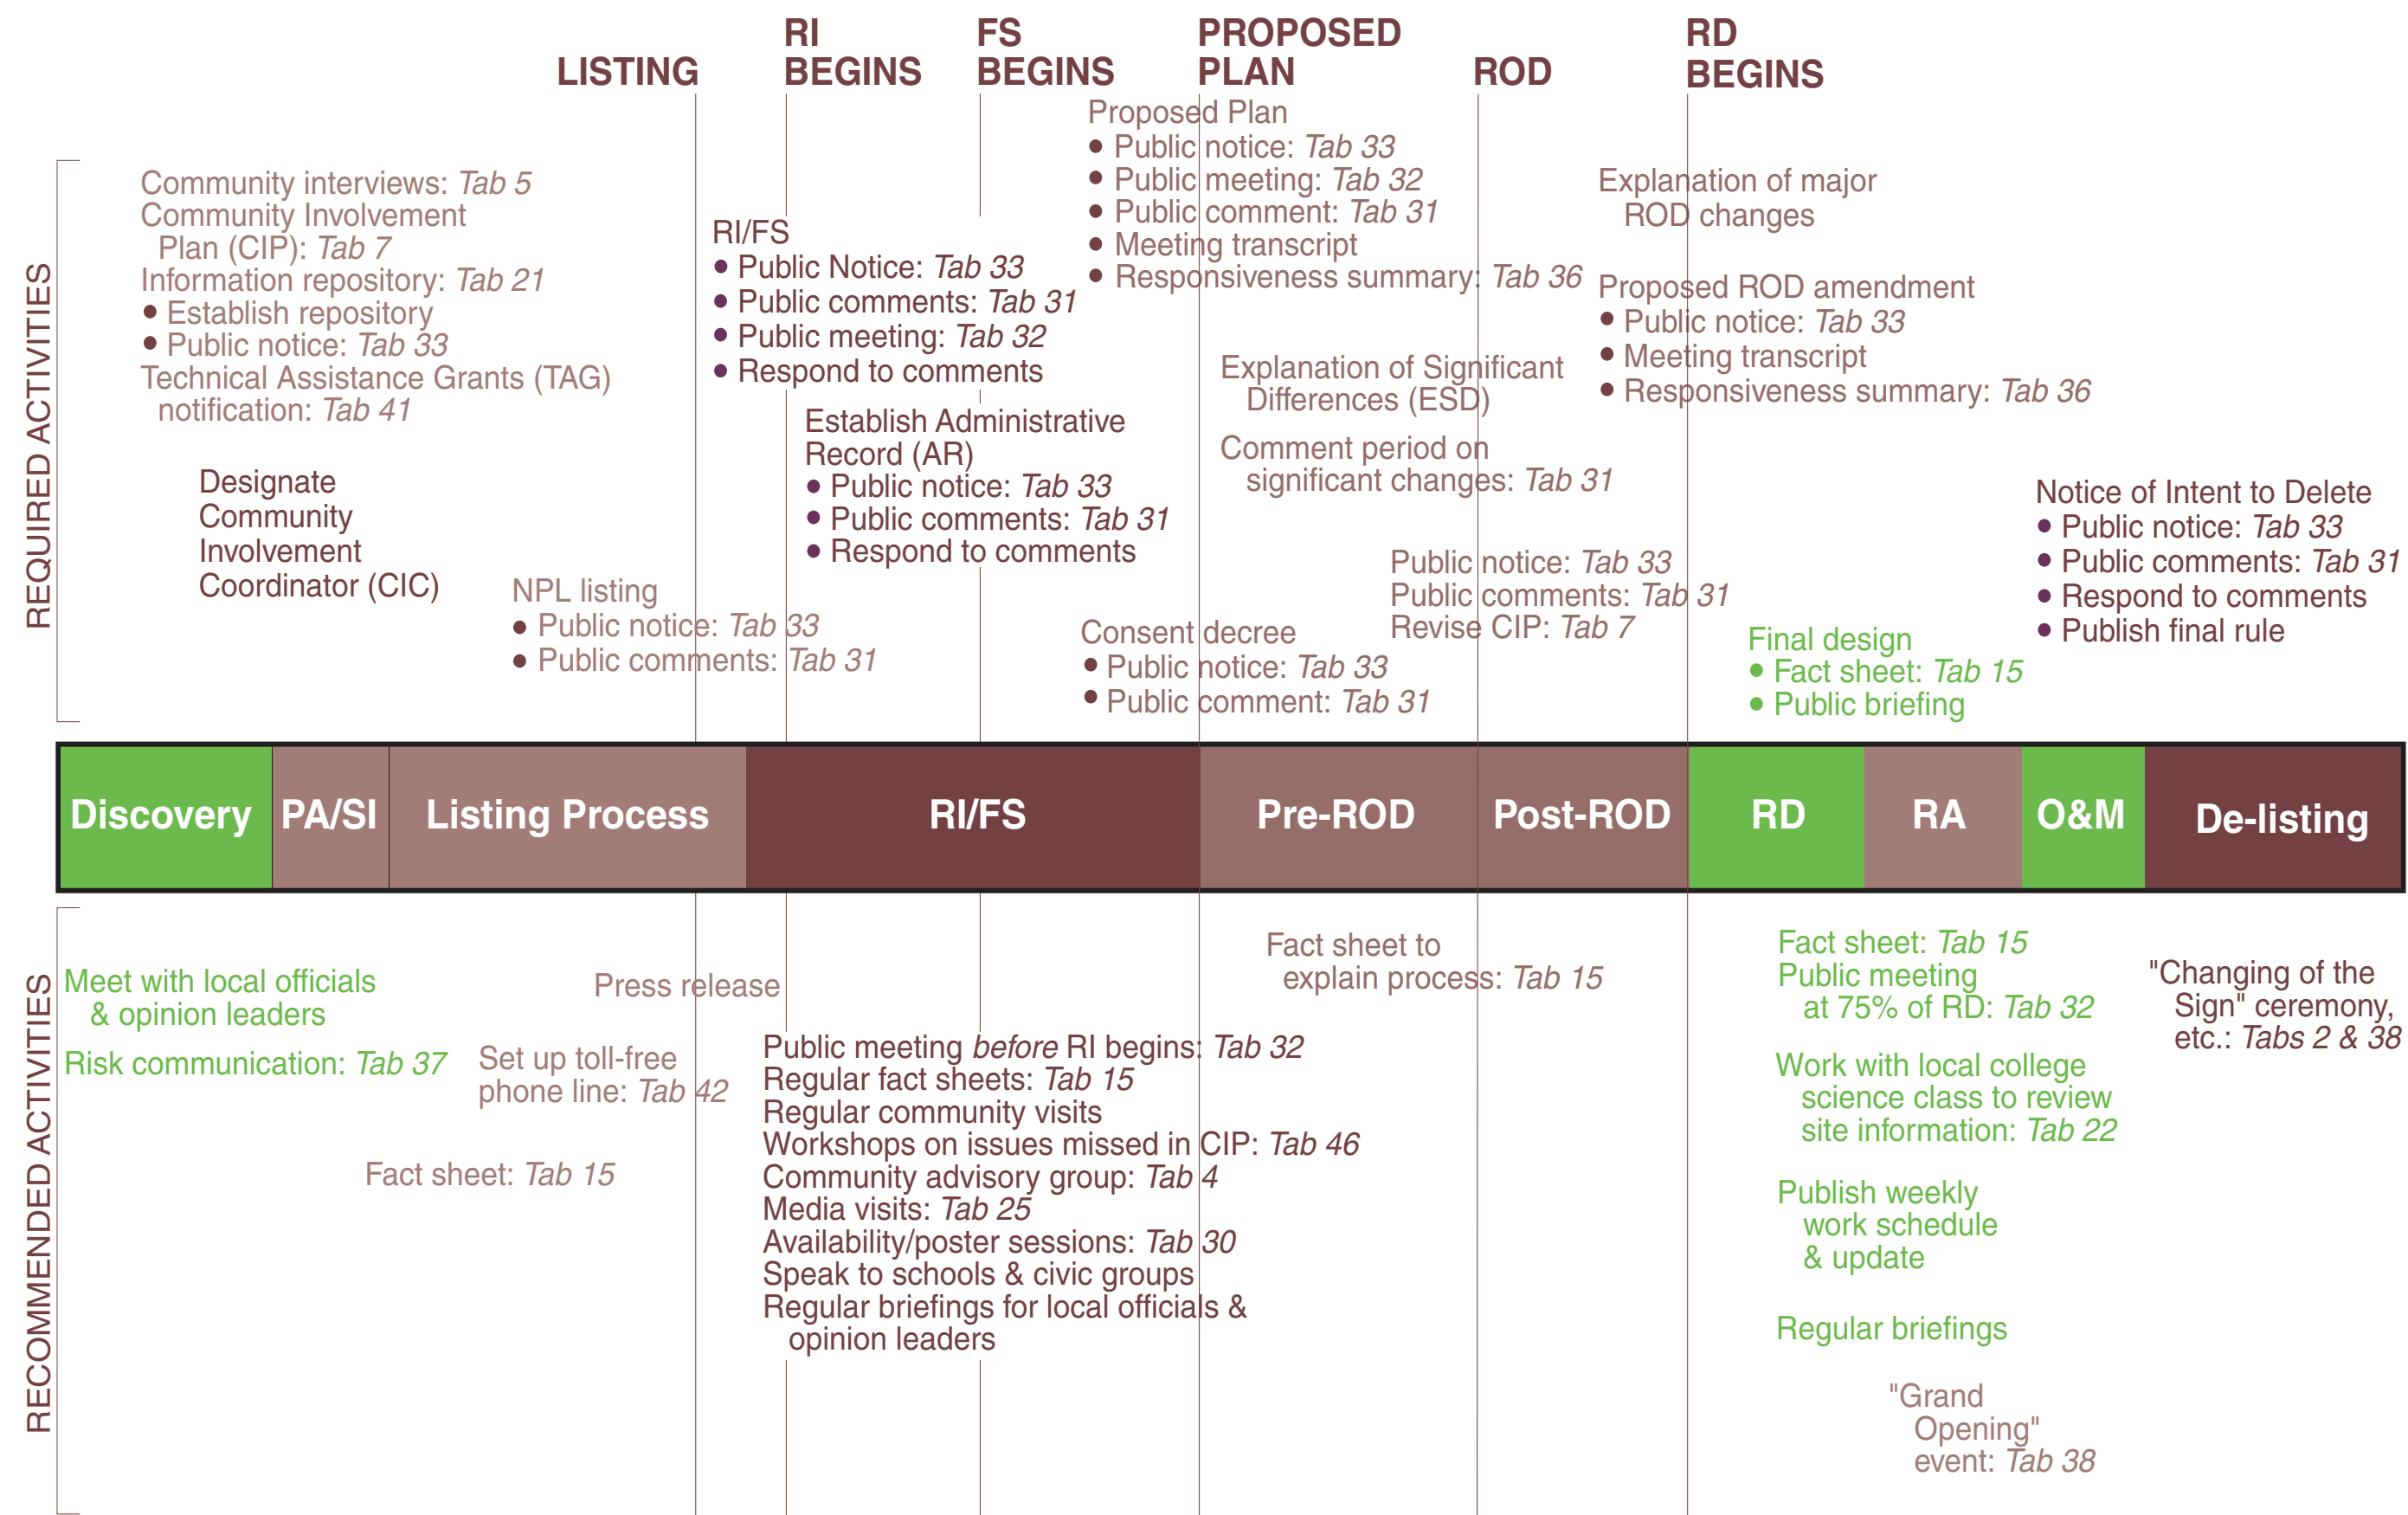 LISTING
RI
BEGINS
FS
BEGINS
PROPOSED
PLAN
ROD
RD
BEGINS
REQUIRED ACTIVITIES
Community interviews: Tab 5
Community Involvement
Plan (CIP): Tab 7
Information repository: Tab 21
• Establish repository
• Public notice: Tab 33
Technical Assistance Grants (TAG)
notification: Tab 41
Designate
Community
Involvement
Coordinator (CIC)
NPL listing
• Public notice: Tab 33
• Public comments: Tab 31
RI/FS
• Public Notice: Tab 33
• Public comments: Tab 31
• Public meeting: Tab 32
• Respond to comments
Establish Administrative
Record (AR)
• Public notice: Tab 33
• Public comments: Tab 31
• Respond to comments
Proposed Plan
• Public notice: Tab 33
• Public meeting: Tab 32
• Public comment: Tab 31
• Meeting transcript
• Responsiveness summary: Tab 36
Explanation of Significant
Differences (ESD)
Comment period on
significant changes: Tab 31
Public notice: Tab 33
Public comments: Tab 31
Revise CIP: Tab 7
Consent decree
• Public notice: Tab 33
• Public comment: Tab 31
Explanation of major
ROD changes
Proposed ROD amendment
• Public notice: Tab 33
• Meeting transcript
• Responsiveness summary: Tab 36
Final design
• Fact sheet: Tab 15
• Public briefing
Notice of Intent to Delete
• Public notice: Tab 33
• Public comments: Tab 31
• Respond to comments
• Publish final rule
Discovery
PA/SI
Listing Process
RI/FS
Pre-ROD
Post-ROD
RD
RA
O&M
De-listing
RECOMMENDED ACTIVITIES
Meet with local officials
& opinion leaders
Risk communication: Tab 37
Press release
Set up toll-free
phone line: Tab 42
Fact sheet: Tab 15
Public meeting before RI begins: Tab 32
Regular fact sheets: Tab 15
Regular community visits
Workshops on issues missed in CIP: Tab 46
Community advisory group: Tab 4
Media visits: Tab 25
Availability/poster sessions: Tab 30
Speak to schools & civic groups
Regular briefings for local officials &
opinion leaders
Fact sheet to
explain process: Tab 15
Fact sheet: Tab 15
Public meeting
at 75% of RD: Tab 32
Work with local college
science class to review
site information: Tab 22
Publish weekly
work schedule
& update
Regular briefings
"Grand
Opening"
event: Tab 38
"Changing of the
Sign" ceremony,
etc.: Tabs 2 & 38